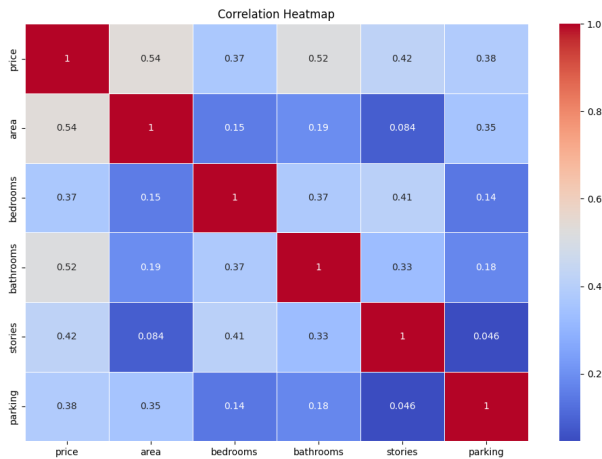 Correlation Heatmap
price 1 0.54 0.37 0.52 0.42 0.38
area 0.54 1 0.15 0.19 0.084 0.35
bedrooms 0.37 0.15 1 0.37 0.41 0.14
bathrooms 0.52 0.19 0.37 1 0.33 0.18
stories 0.42 0.084 0.41 0.33 1 0.046
parking 0.38 0.35 0.14 0.18 0.046 1
price area bedrooms bathrooms stories parking
1.0
0.8
0.6
0.4
0.2